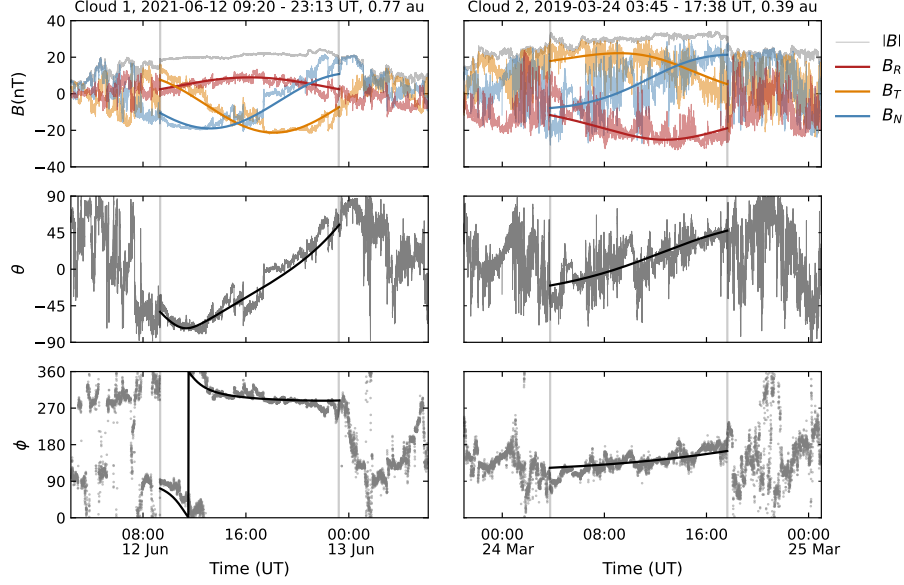 Cloud 1, 2021-06-12 09:20 - 23:13 UT, 0.77 au
Cloud 2, 2019-03-24 03:45 - 17:38 UT, 0.39 au
B(nT)
40
20
0
−20
−40
|B|
B_R
B_T
B_N
θ
90
45
0
−45
−90
ϕ
360
270
180
90
0
08:00
12 Jun
16:00
00:00
13 Jun
Time (UT)
00:00
24 Mar
08:00
16:00
00:00
25 Mar
Time (UT)